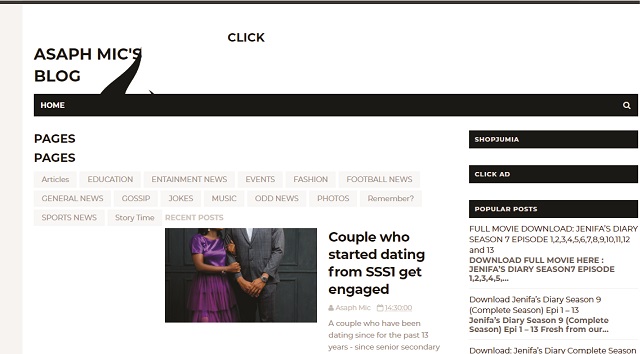 CLICK
ASAPH MIC'S
BLOG
HOME
PAGES
PAGES
Articles EDUCATION ENTAINMENT NEWS EVENTS FASHION FOOTBALL NEWS
GENERAL NEWS GOSSIP JOKES MUSIC ODD NEWS PHOTOS Remember?
SPORTS NEWS Story Time RECENT POSTS
Couple who
started dating
from SSS1 get
engaged
Asaph Mic 14:30:00
A couple who have been
dating since for the past 13
years - since senior secondary
SHOPJUMIA
CLICK AD
POPULAR POSTS
FULL MOVIE DOWNLOAD: JENIFA'S DIARY
SEASON 7 EPISODE 1,2,3,4,5,6,7,8,9,10,11,12
and 13
DOWNLOAD FULL MOVIE HERE :
JENIFA'S DIARY SEASON7 EPISODE
1,2,3,4,5,...
Download Jenifa's Diary Season 9
(Complete Season) Epi 1 – 13
Jenifa's Diary Season 9 (Complete
Season) Epi 1 – 13 Fresh from our...
Download: Jenifa's Diary Complete Season